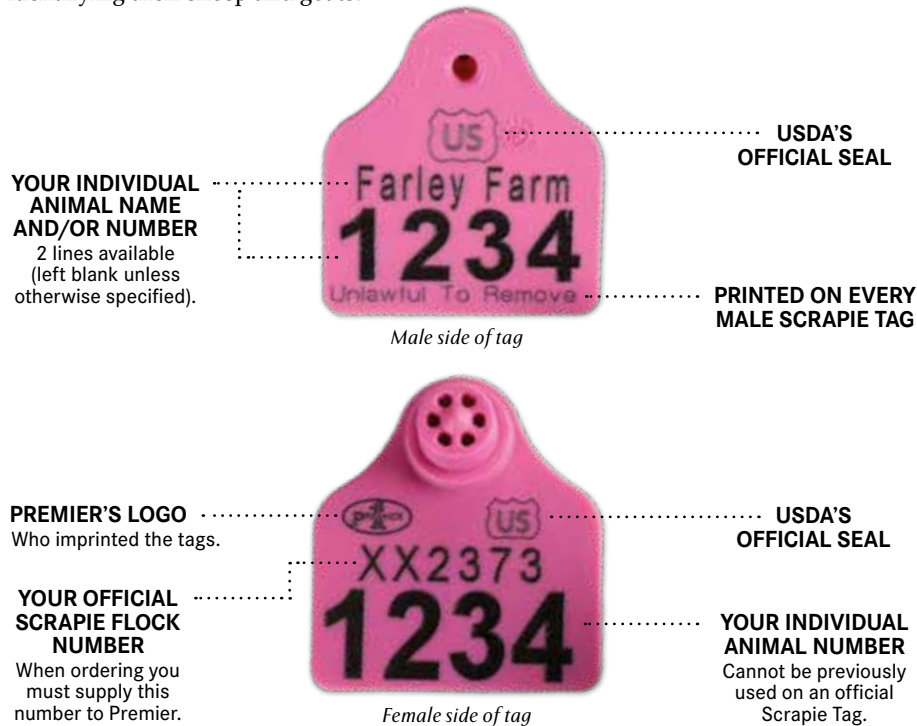 identifying their sheep and goats.
US
USDA'S
OFFICIAL SEAL
YOUR INDIVIDUAL
ANIMAL NAME
AND/OR NUMBER
2 lines available
(left blank unless
otherwise specified).
Farley Farm
1234
Unlawful To Remove
PRINTED ON EVERY
MALE SCRAPIE TAG
Male side of tag
PREMIER'S LOGO
Who imprinted the tags.
US
USDA'S
OFFICIAL SEAL
XX2373
1234
YOUR OFFICIAL
SCRAPIE FLOCK
NUMBER
When ordering you
must supply this
number to Premier.
YOUR INDIVIDUAL
ANIMAL NUMBER
Cannot be previously
used on an official
Scrapie Tag.
Female side of tag